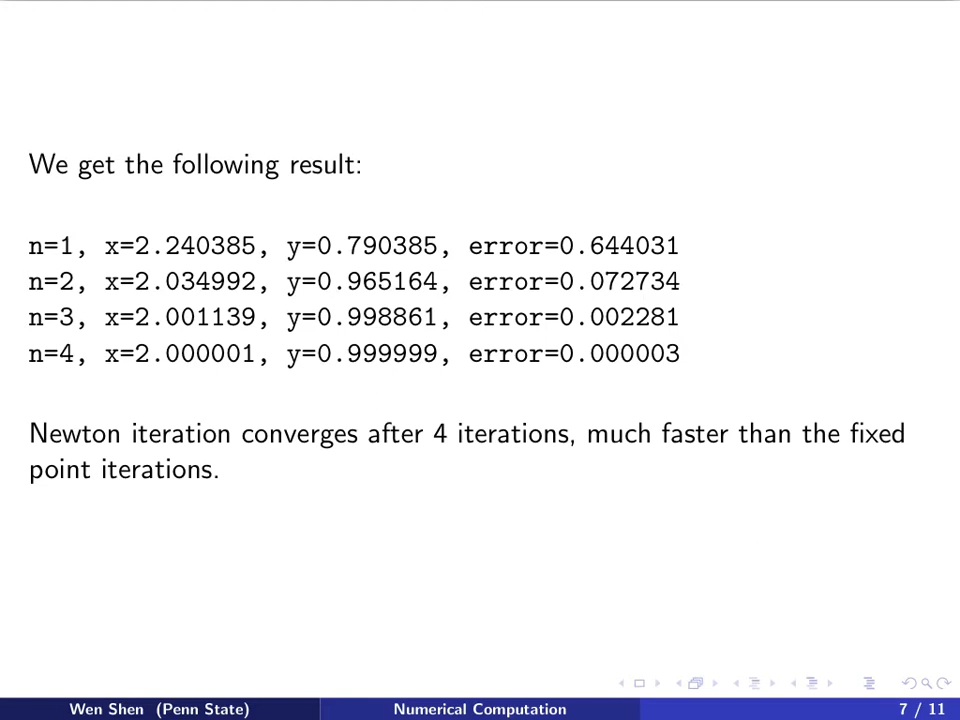 We get the following result:
n=1, x=2.240385, y=0.790385, error=0.644031
n=2, x=2.034992, y=0.965164, error=0.072734
n=3, x=2.001139, y=0.998861, error=0.002281
n=4, x=2.000001, y=0.999999, error=0.000003
Newton iteration converges after 4 iterations, much faster than the fixed
point iterations.
Wen Shen (Penn State) Numerical Computation 7 / 11